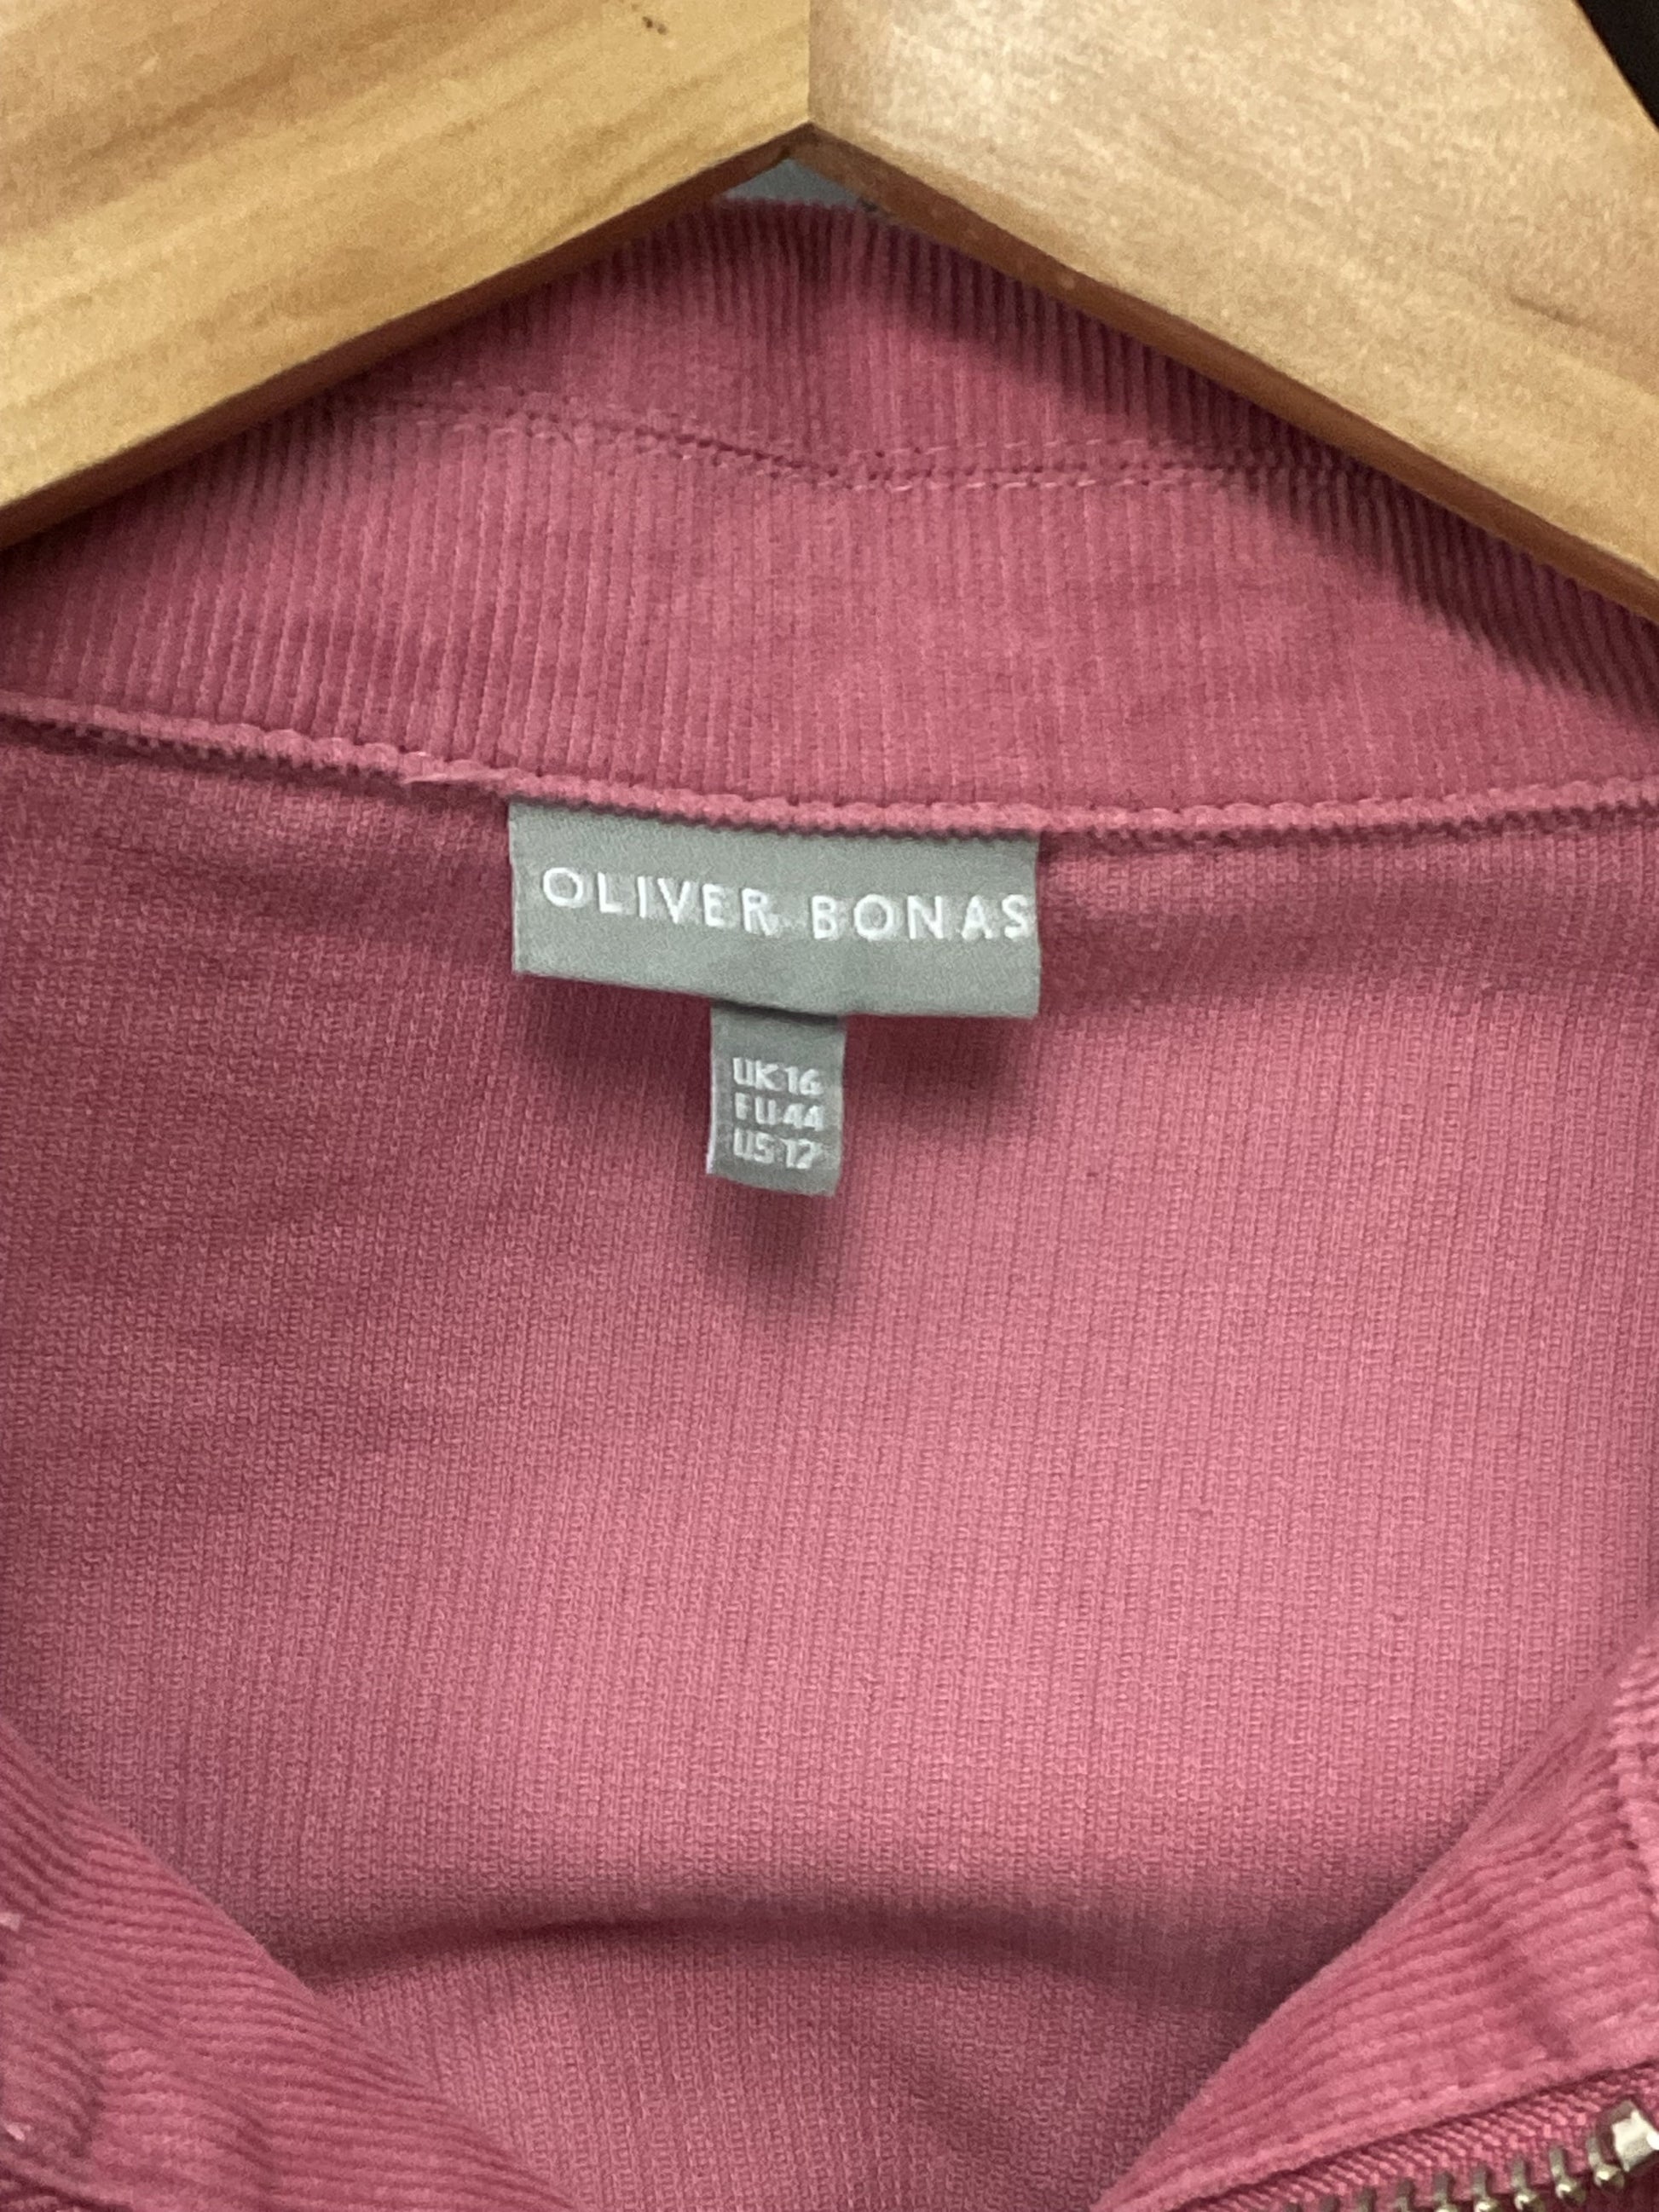 OLIVER BONAS
UK 16
EU 44
US 12